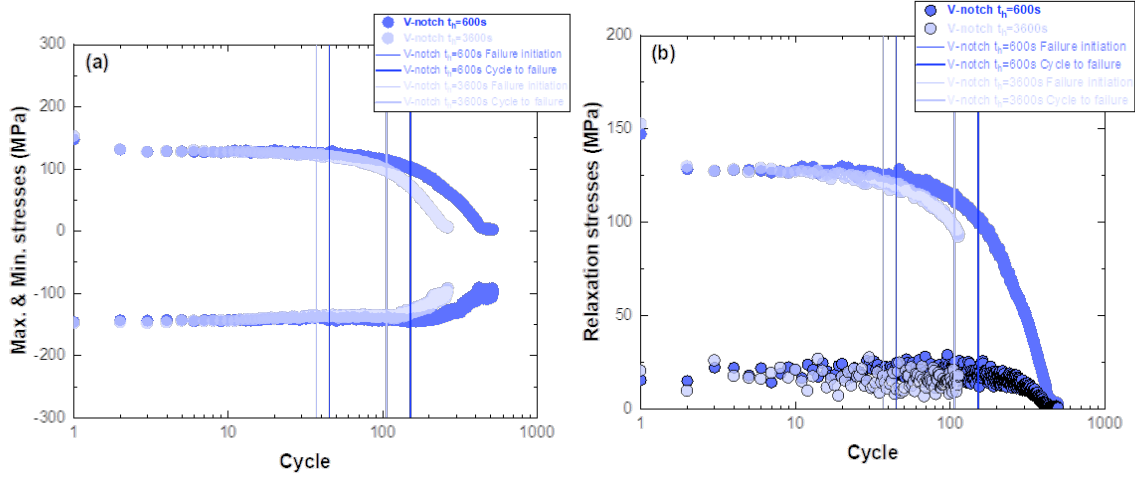 V-notch th=600s
V-notch th=3600s
V-notch th=600s Failure initiation
V-notch th=600s Cycle to failure
V-notch th=3600s Failure initiation
V-notch th=3600s Cycle to failure
(a)
Max. & Min. stresses (MPa)
300
200
100
0
-100
-200
-300
1
10
100
1000
Cycle
V-notch th=600s
V-notch th=3600s
V-notch th=600s Failure initiation
V-notch th=600s Cycle to failure
V-notch th=3600s Failure initiation
V-notch th=3600s Cycle to failure
(b)
Relaxation stresses (MPa)
200
150
100
50
0
1
10
100
1000
Cycle